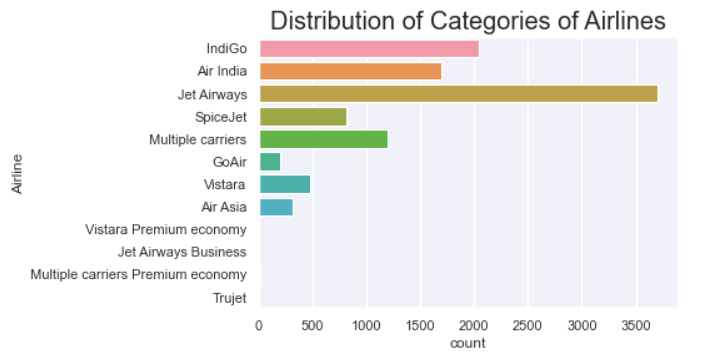 Distribution of Categories of Airlines
IndiGo
Air India
Jet Airways
SpiceJet
Multiple carriers
GoAir
Vistara
Air Asia
Vistara Premium economy
Jet Airways Business
Multiple carriers Premium economy
Trujet
Airline
0 500 1000 1500 2000 2500 3000 3500
count